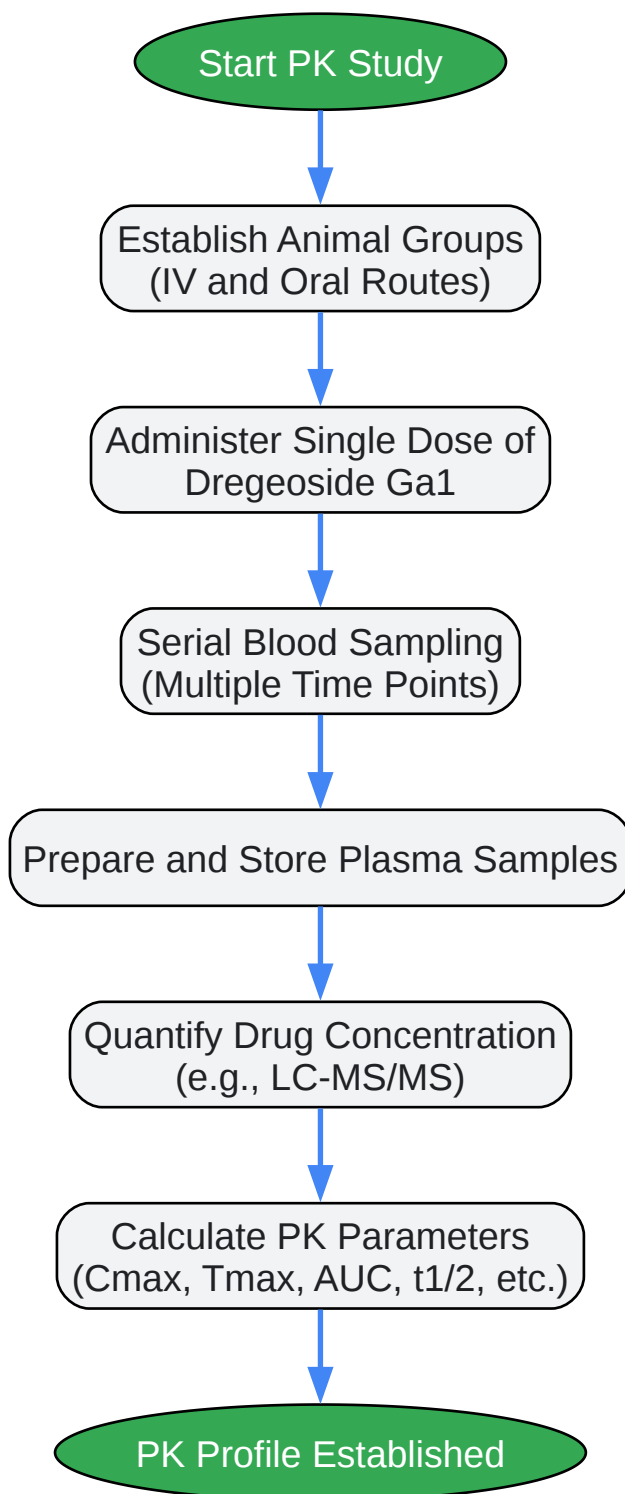 Start PK Study
Establish Animal Groups
(IV and Oral Routes)
Administer Single Dose of
Dregeoside Ga1
Serial Blood Sampling
(Multiple Time Points)
Prepare and Store Plasma Samples
Quantify Drug Concentration
(e.g., LC-MS/MS)
Calculate PK Parameters
(Cmax, Tmax, AUC, t1/2, etc.)
PK Profile Established